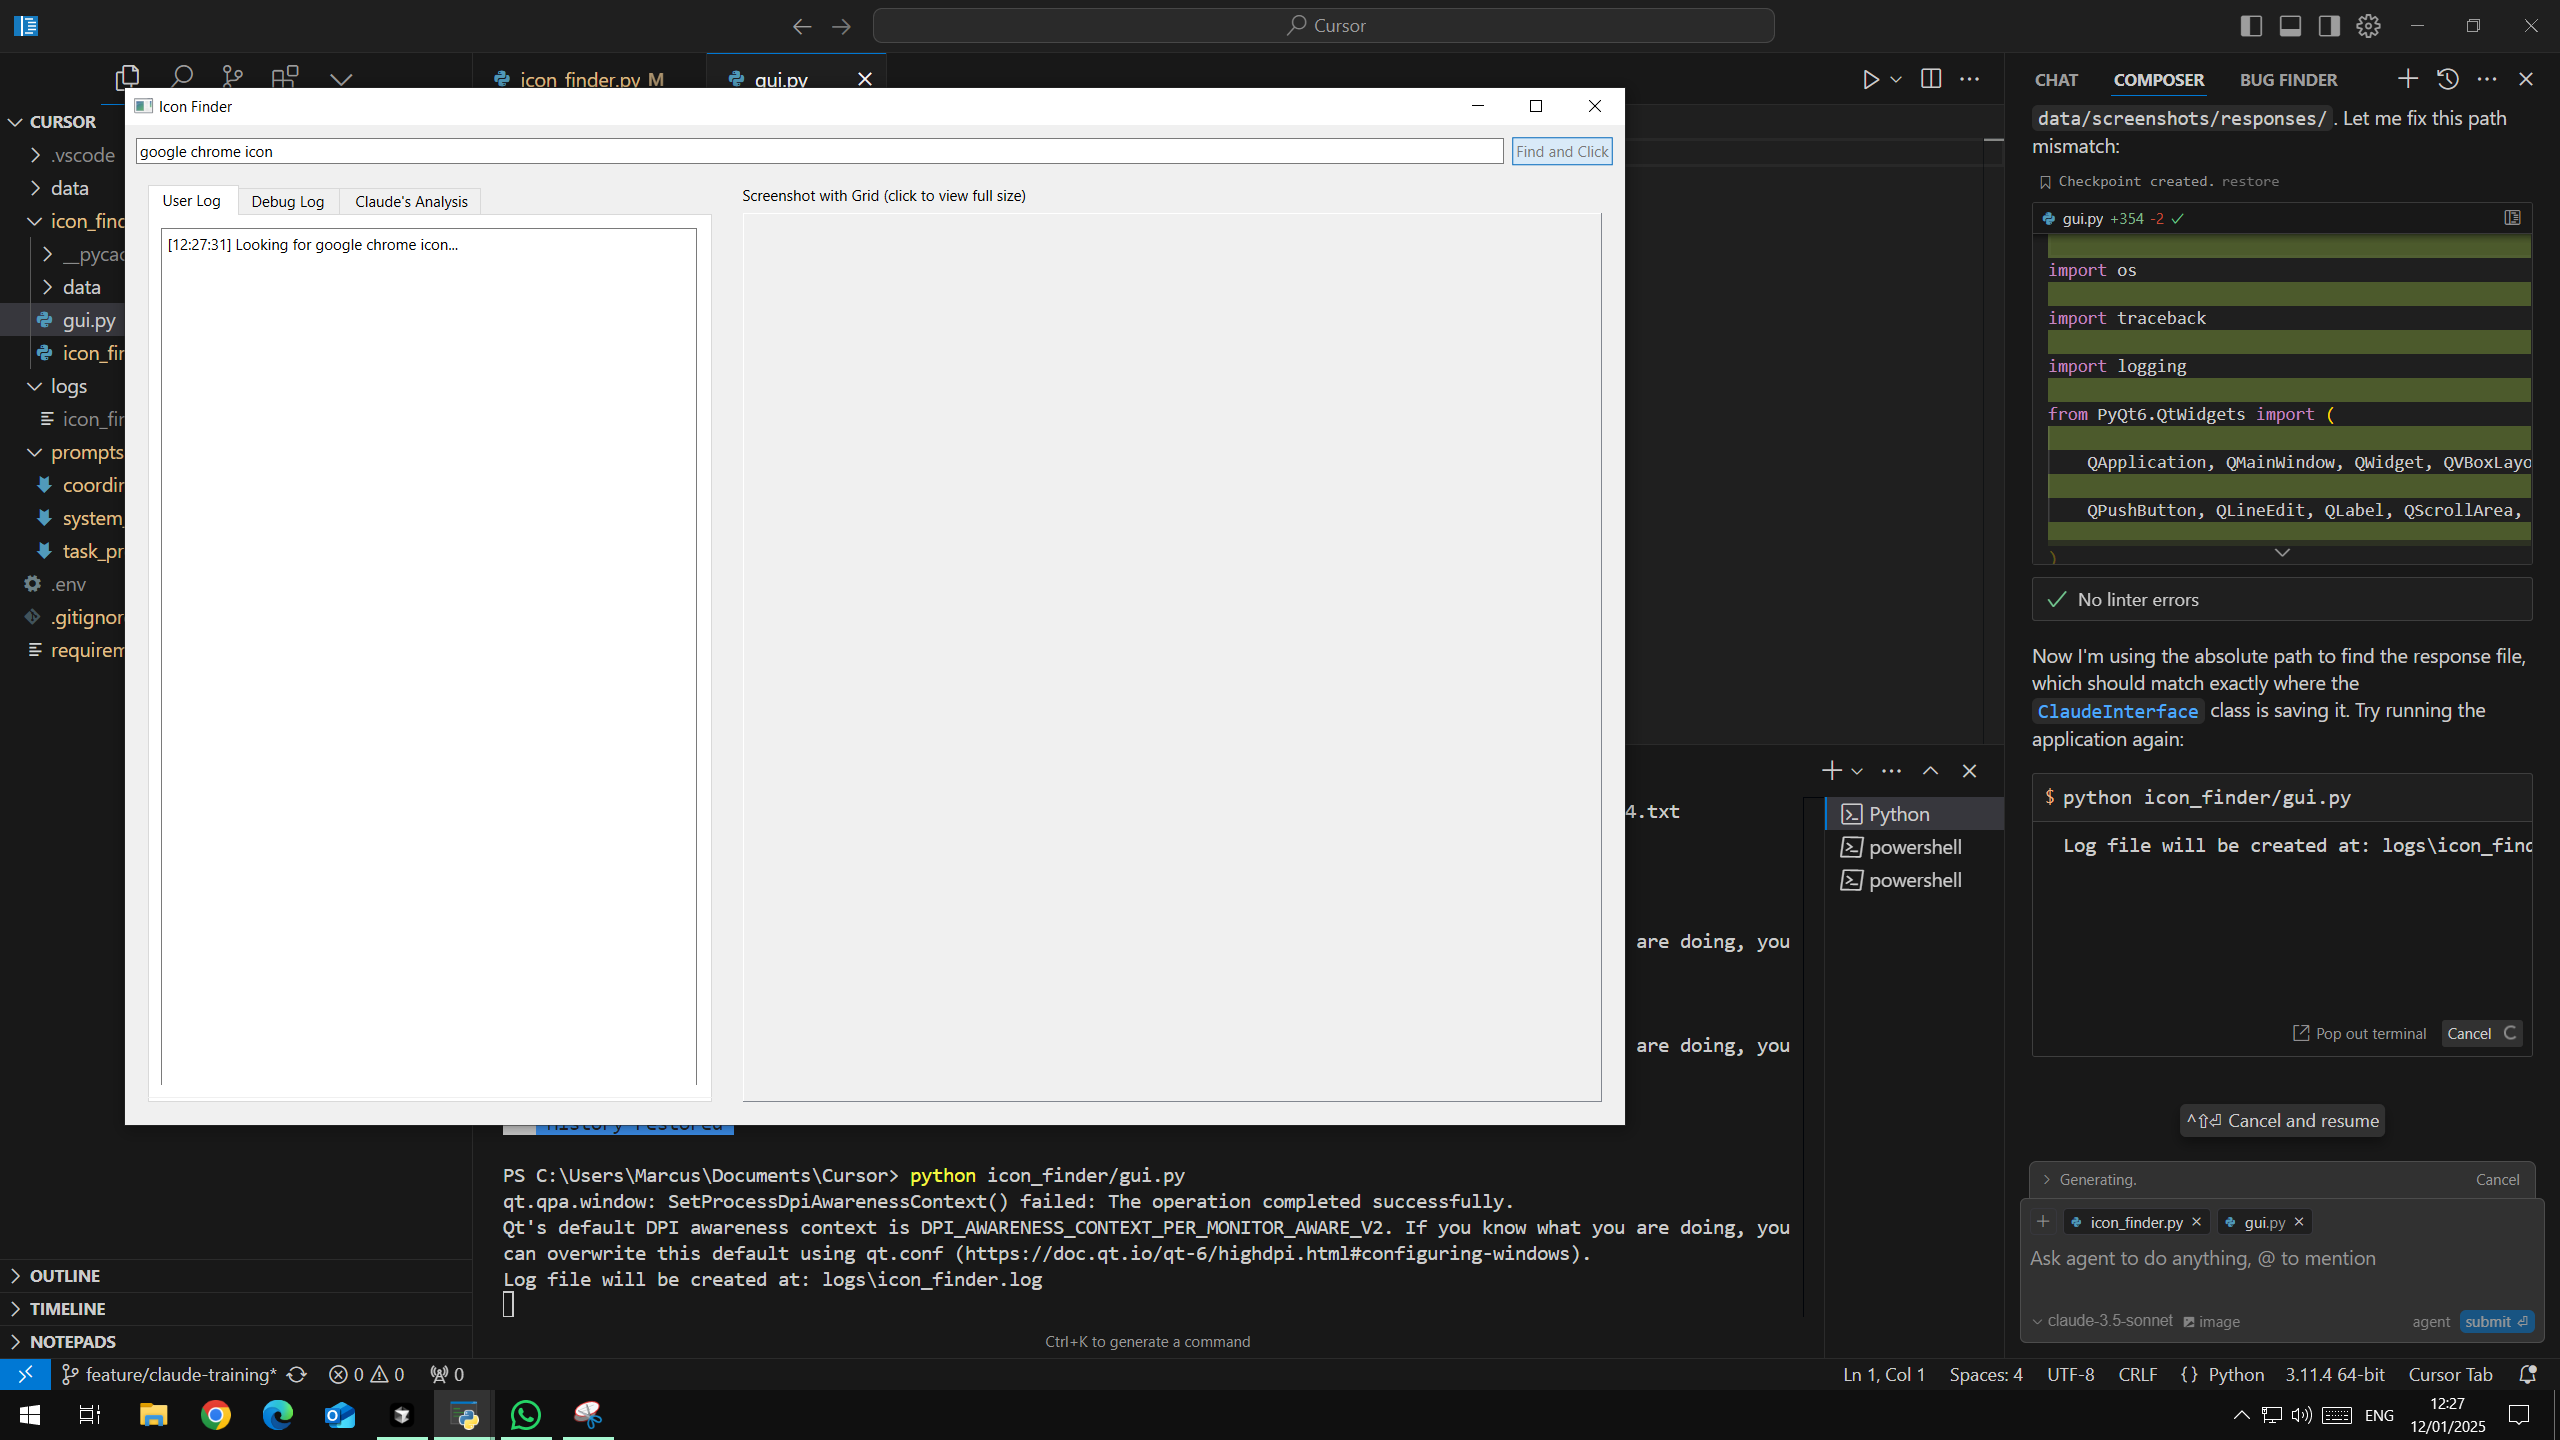 Cursor
icon_finder.py M
gui.py
CHAT
COMPOSER
BUG FINDER
CURSOR
.vscode
data
icon_find
__pycac
data
gui.py
icon_fir
logs
icon_fir
prompts
coordir
system_
task_pr
.env
.gitignor
requirem
OUTLINE
TIMELINE
NOTEPADS
Icon Finder
google chrome icon
Find and Click
User Log
Debug Log
Claude's Analysis
[12:27:31] Looking for google chrome icon...
Screenshot with Grid (click to view full size)
4.txt
are doing, you
are doing, you
History restored
PS C:\Users\Marcus\Documents\Cursor> python icon_finder/gui.py
qt.qpa.window: SetProcessDpiAwarenessContext() failed: The operation completed successfully.
Qt's default DPI awareness context is DPI_AWARENESS_CONTEXT_PER_MONITOR_AWARE_V2. If you know what you are doing, you
can overwrite this default using qt.conf (https://doc.qt.io/qt-6/highdpi.html#configuring-windows).
Log file will be created at: logs\icon_finder.log
Ctrl+K to generate a command
Python
powershell
powershell
data/screenshots/responses/. Let me fix this path
mismatch:
Checkpoint created. restore
gui.py +354 -2
import os
import traceback
import logging
from PyQt6.QtWidgets import (
QApplication, QMainWindow, QWidget, QVBoxLayo
QPushButton, QLineEdit, QLabel, QScrollArea,
)
No linter errors
Now I'm using the absolute path to find the response file,
which should match exactly where the
ClaudeInterface class is saving it. Try running the
application again:
$ python icon_finder/gui.py
Log file will be created at: logs\icon_find
Pop out terminal
Cancel
^⇧⏎ Cancel and resume
Generating.
Cancel
icon_finder.py
gui.py
Ask agent to do anything, @ to mention
claude-3.5-sonnet
image
agent
submit ⏎
feature/claude-training*
0
0
0
Ln 1, Col 1
Spaces: 4
UTF-8
CRLF
{ } Python
3.11.4 64-bit
Cursor Tab
ENG
12:27
12/01/2025